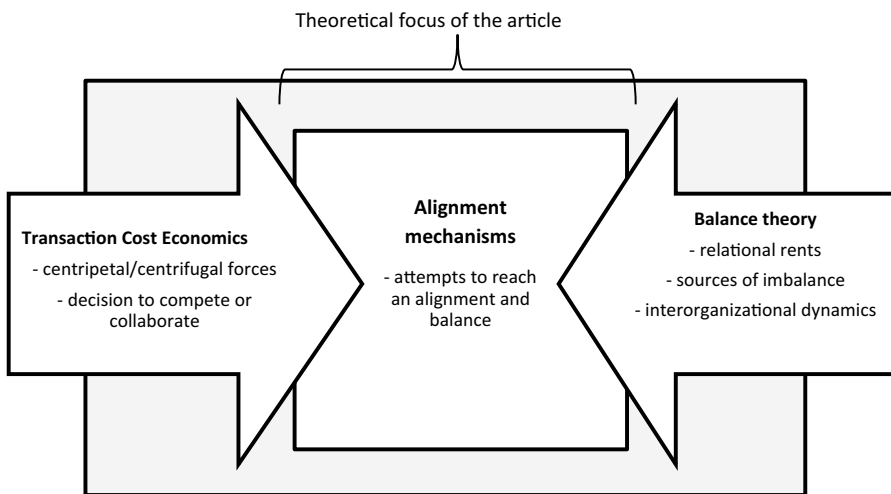 Theoretical focus of the article
Transaction Cost Economics
- centripetal/centrifugal forces
- decision to compete or
collaborate
Alignment
mechanisms
- attempts to reach
an alignment and
balance
Balance theory
- relational rents
- sources of imbalance
- interorganizational dynamics